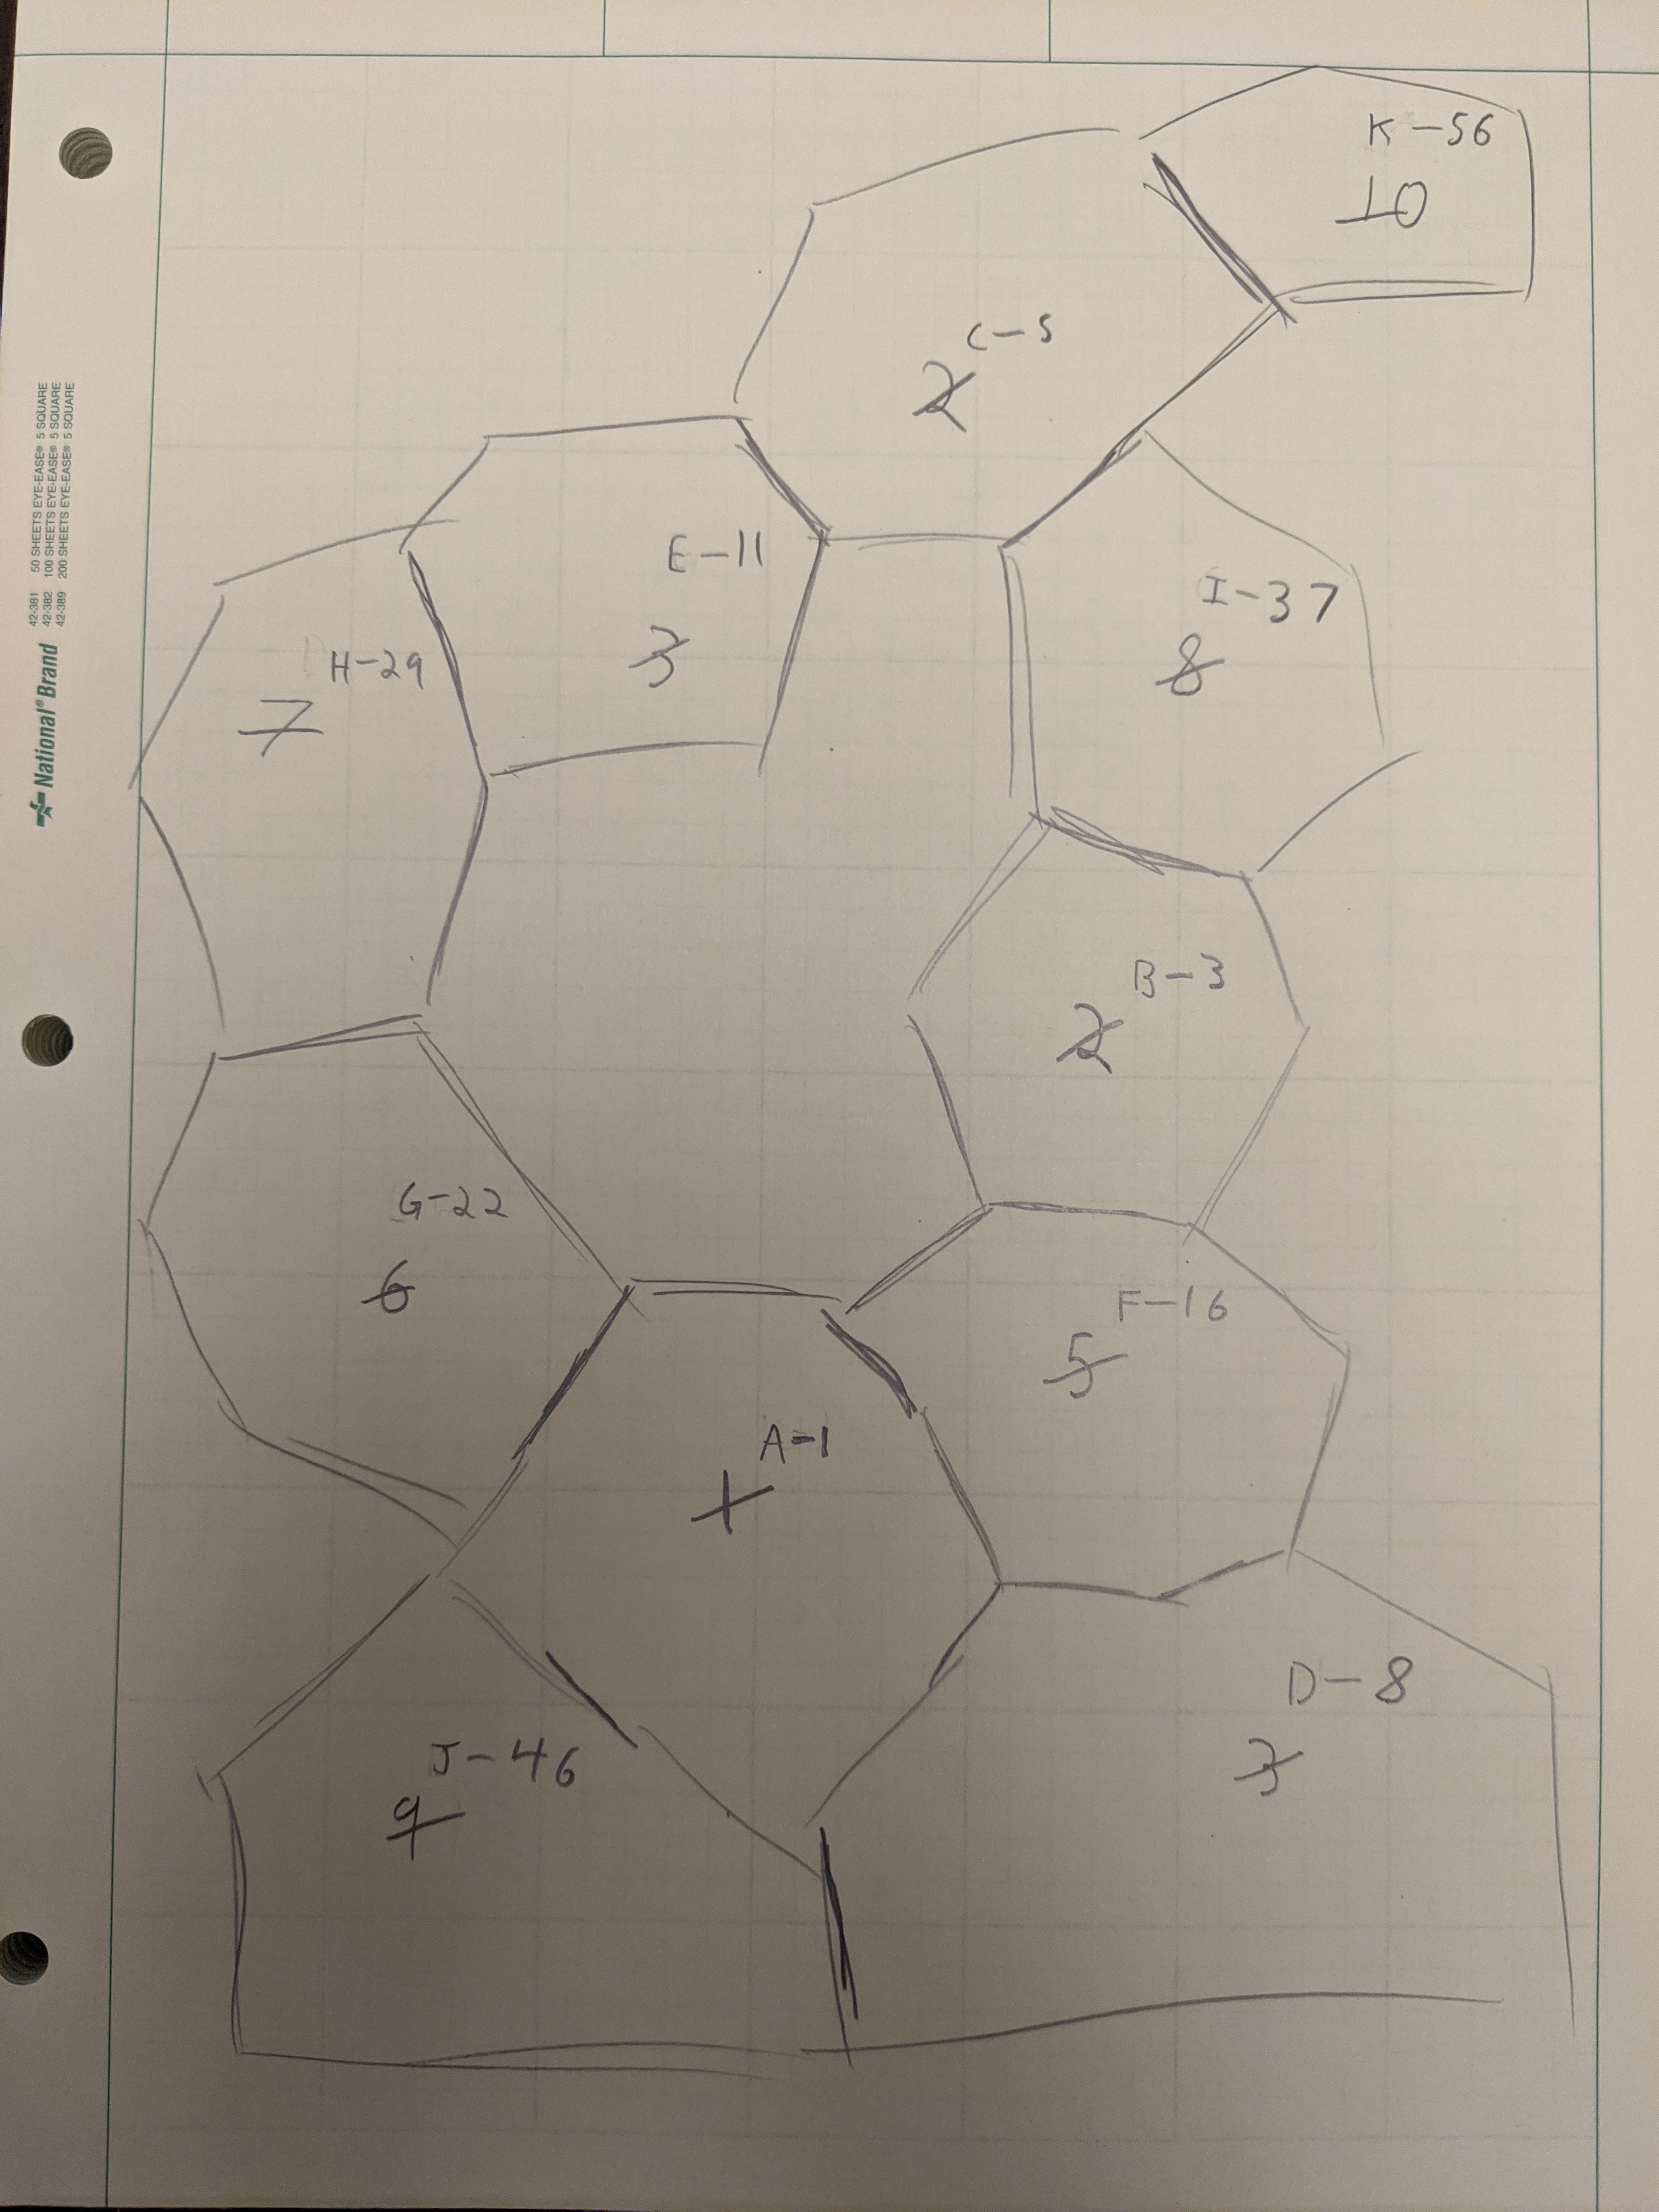 K-56
10
C-5
2
E-11
3
I-37
8
H-29
7
B-3
2
G-22
6
F-16
5
A-1
1
D-8
3
J-46
9
42-381 50 SHEETS EYE-EASE® 5 SQUARE
42-382 100 SHEETS EYE-EASE® 5 SQUARE
42-389 200 SHEETS EYE-EASE® 5 SQUARE
National® Brand